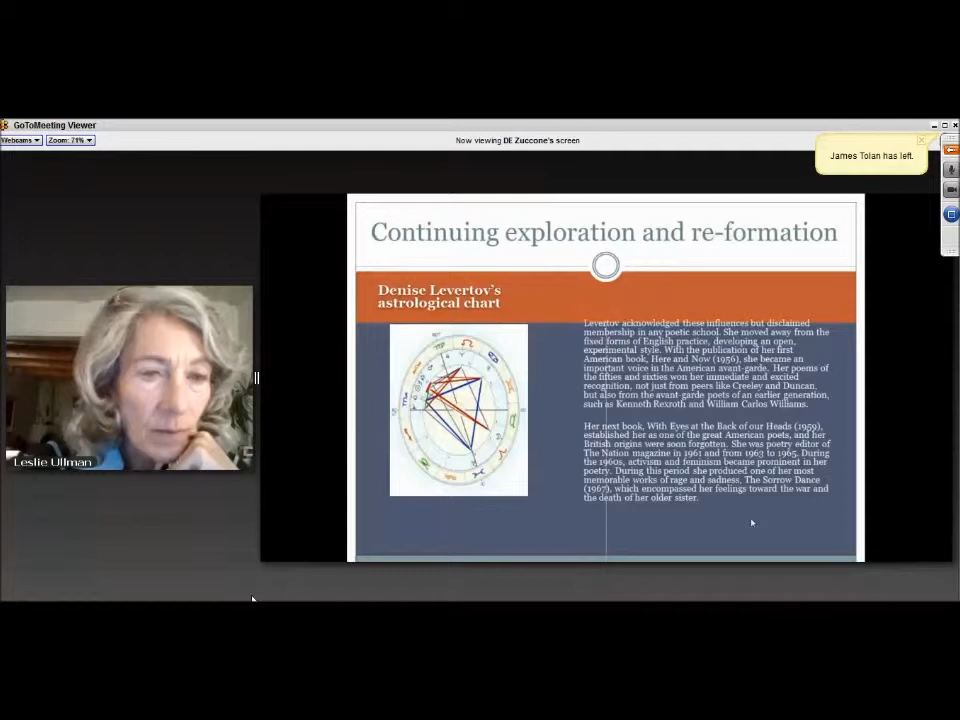 GoToMeeting Viewer
Webcams
Zoom: 71%
Now viewing DE Zuccone's screen
James Tolan has left.
Continuing exploration and re-formation
Denise Levertov's
astrological chart
Levertov acknowledged these influences but disclaimed
membership in any poetic school. She moved away from the
fixed forms of English practice, developing an open,
experimental style. With the publication of her first
American book, Here and Now (1956), she became an
important voice in the American avant-garde. Her poems of
the fifties and sixties won her immediate and excited
recognition, not just from peers like Creeley and Duncan,
but also from the avant-garde poets of an earlier generation,
such as Kenneth Rexroth and William Carlos Williams.
Her next book, With Eyes at the Back of our Heads (1959),
established her as one of the great American poets, and her
British origins were soon forgotten. She was poetry editor of
The Nation magazine in 1961 and from 1963 to 1965. During
the 1960s, activism and feminism became prominent in her
poetry. During this period she produced one of her most
memorable works of rage and sadness, The Sorrow Dance
(1967), which encompassed her feelings toward the war and
the death of her older sister.
Leslie Ullman